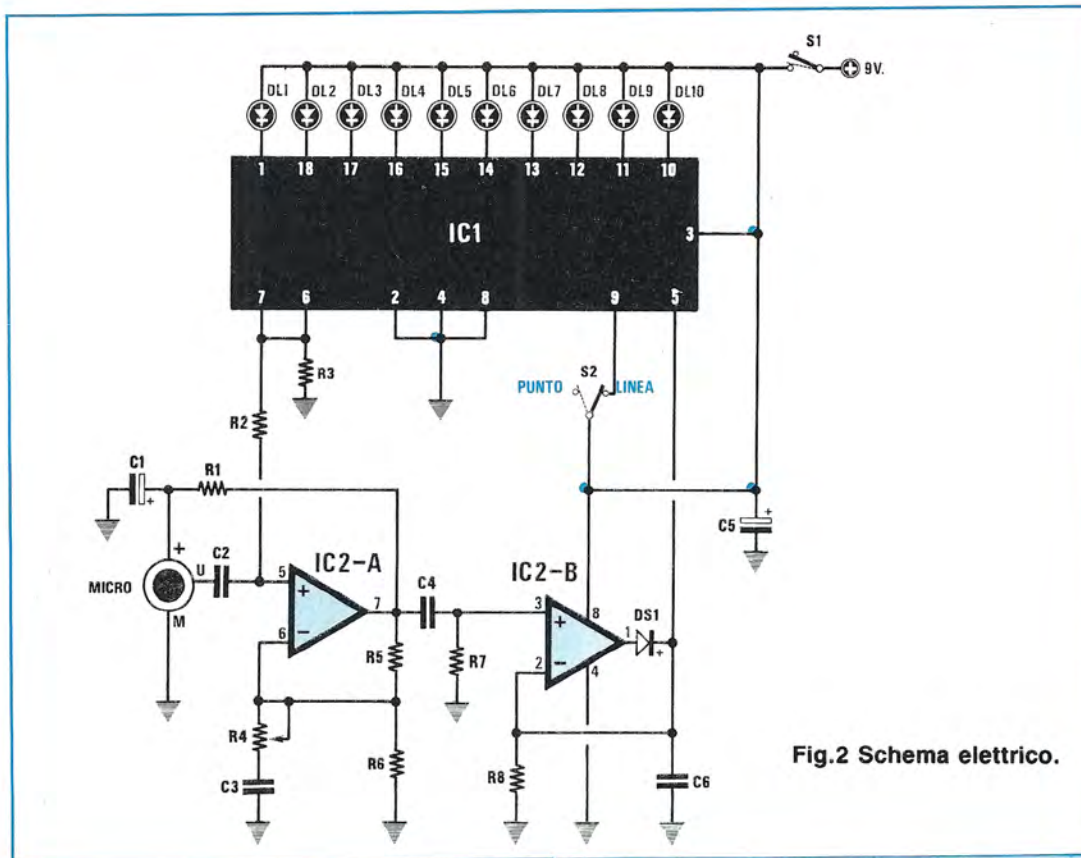 S1
9V.
DL1 DL2 DL3 DL4 DL5 DL6 DL7 DL8 DL9 DL10
1 18 17 16 15 14 13 12 11 10
IC1
3
7 6 2 4 8 9 5
R3
S2
PUNTO LINEA
R2
C1
+
R1
+
C5
+
MICRO
U
C2
M
IC2-A
5
+
6
−
7
C4
IC2-B
3
+
2
−
8
1
4
DS1
+
R5
R7
R4
R6
C3
R8
C6
Fig.2 Schema elettrico.